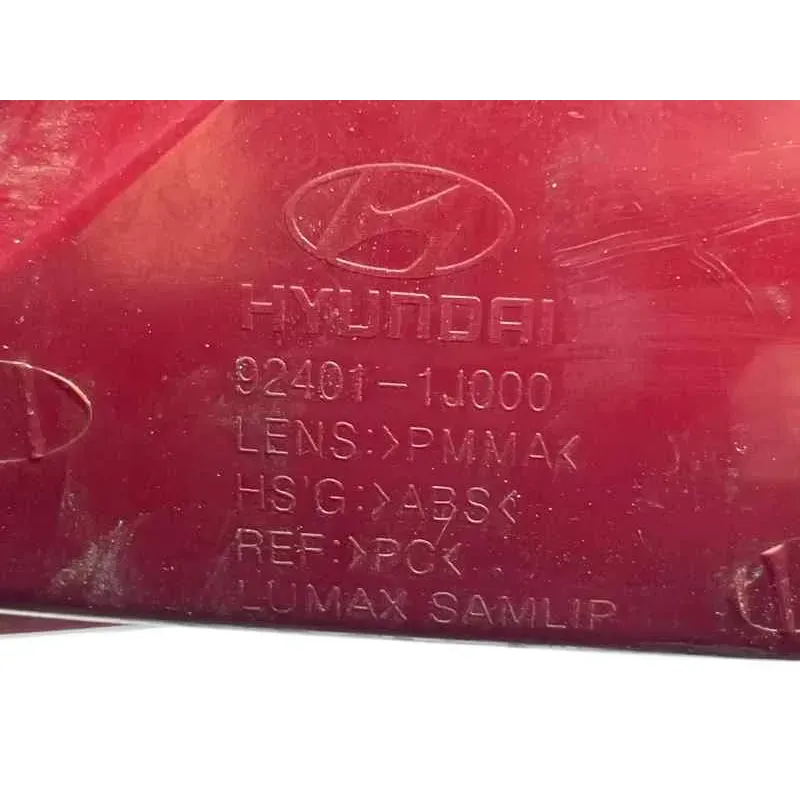 HYUNDAI
92401-1J000
LENS:>PMMA<
HS'G:>ABS<
REF:>PC<
LUMAX SAMLIP